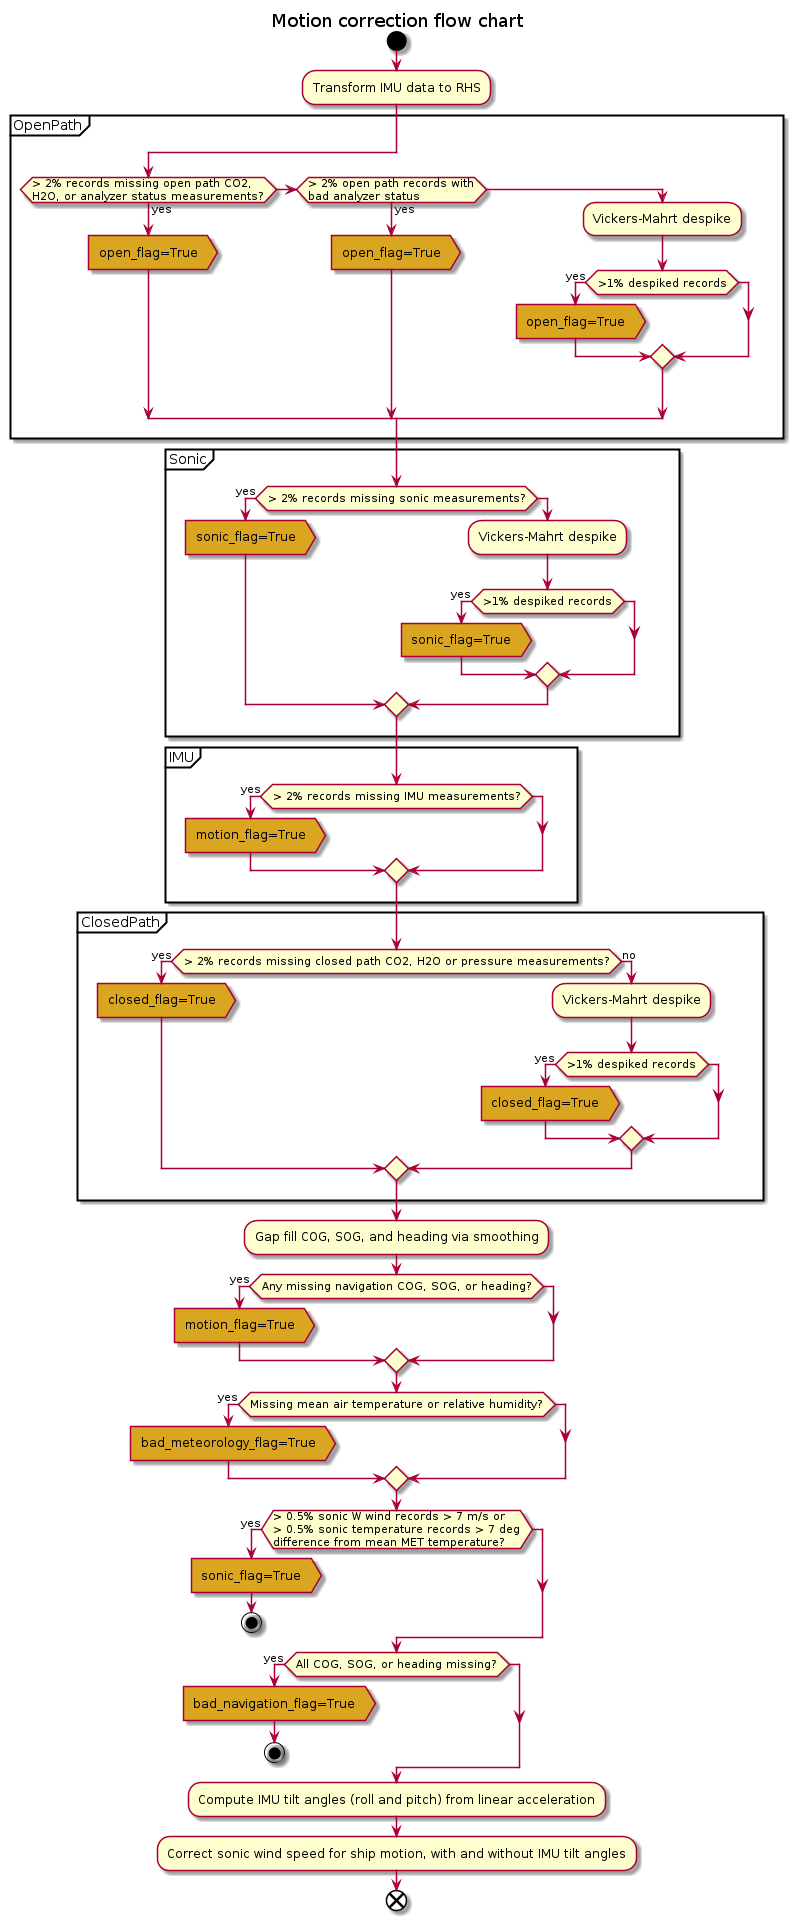 Motion correction flow chart
Transform IMU data to RHS
OpenPath
> 2% records missing open path CO2,
H2O, or analyzer status measurements?
> 2% open path records with
bad analyzer status
yes
yes
Vickers-Mahrt despike
open_flag=True
open_flag=True
yes
>1% despiked records
open_flag=True
Sonic
yes
> 2% records missing sonic measurements?
sonic_flag=True
Vickers-Mahrt despike
yes
>1% despiked records
sonic_flag=True
IMU
yes
> 2% records missing IMU measurements?
motion_flag=True
ClosedPath
yes
> 2% records missing closed path CO2, H2O or pressure measurements?
no
closed_flag=True
Vickers-Mahrt despike
yes
>1% despiked records
closed_flag=True
Gap fill COG, SOG, and heading via smoothing
yes
Any missing navigation COG, SOG, or heading?
motion_flag=True
yes
Missing mean air temperature or relative humidity?
bad_meteorology_flag=True
yes
> 0.5% sonic W wind records > 7 m/s or
> 0.5% sonic temperature records > 7 deg
difference from mean MET temperature?
sonic_flag=True
yes
All COG, SOG, or heading missing?
bad_navigation_flag=True
Compute IMU tilt angles (roll and pitch) from linear acceleration
Correct sonic wind speed for ship motion, with and without IMU tilt angles